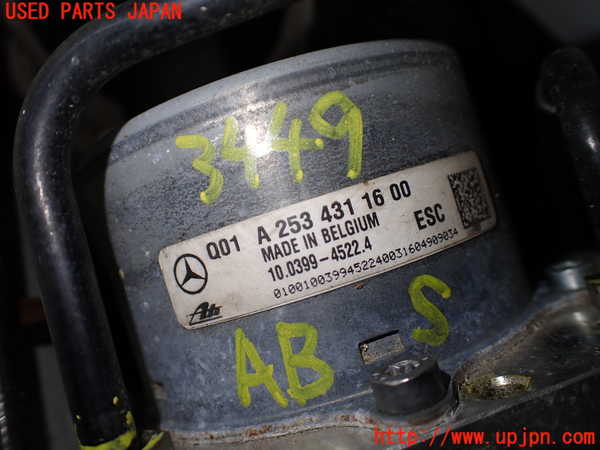 USED PARTS JAPAN
3449
Q01 A 253 431 16 00
MADE IN BELGIUM
ESC
10.0399-4522.4
0100100399452240031604909034
Ate
AB S
http://www.upjpn.com/